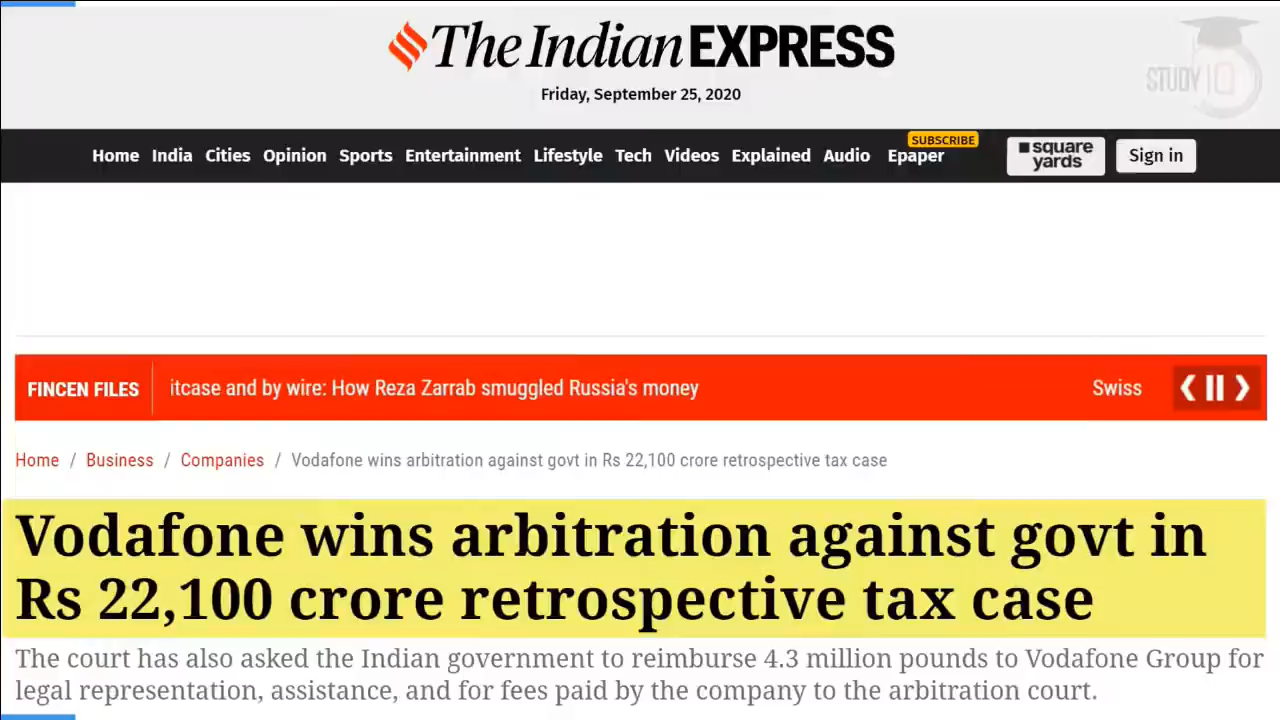 The Indian EXPRESS
STUDY IQ
Friday, September 25, 2020
SUBSCRIBE
Home India Cities Opinion Sports Entertainment Lifestyle Tech Videos Explained Audio Epaper square yards Sign in
FINCEN FILES itcase and by wire: How Reza Zarrab smuggled Russia's money Swiss
Home / Business / Companies / Vodafone wins arbitration against govt in Rs 22,100 crore retrospective tax case
Vodafone wins arbitration against govt in
Rs 22,100 crore retrospective tax case
The court has also asked the Indian government to reimburse 4.3 million pounds to Vodafone Group for
legal representation, assistance, and for fees paid by the company to the arbitration court.